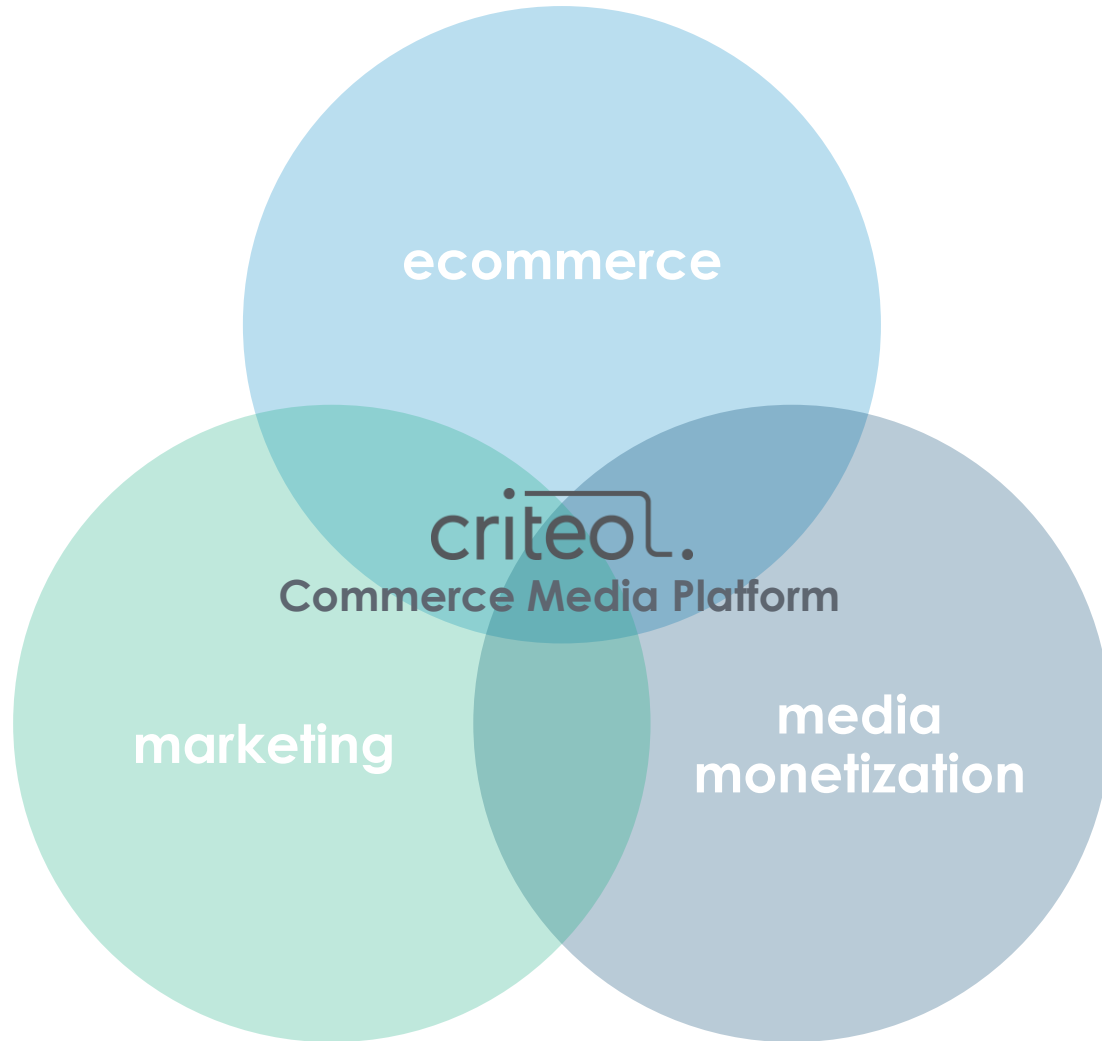 ecommerce
criteo.
Commerce Media Platform
marketing
media
monetization